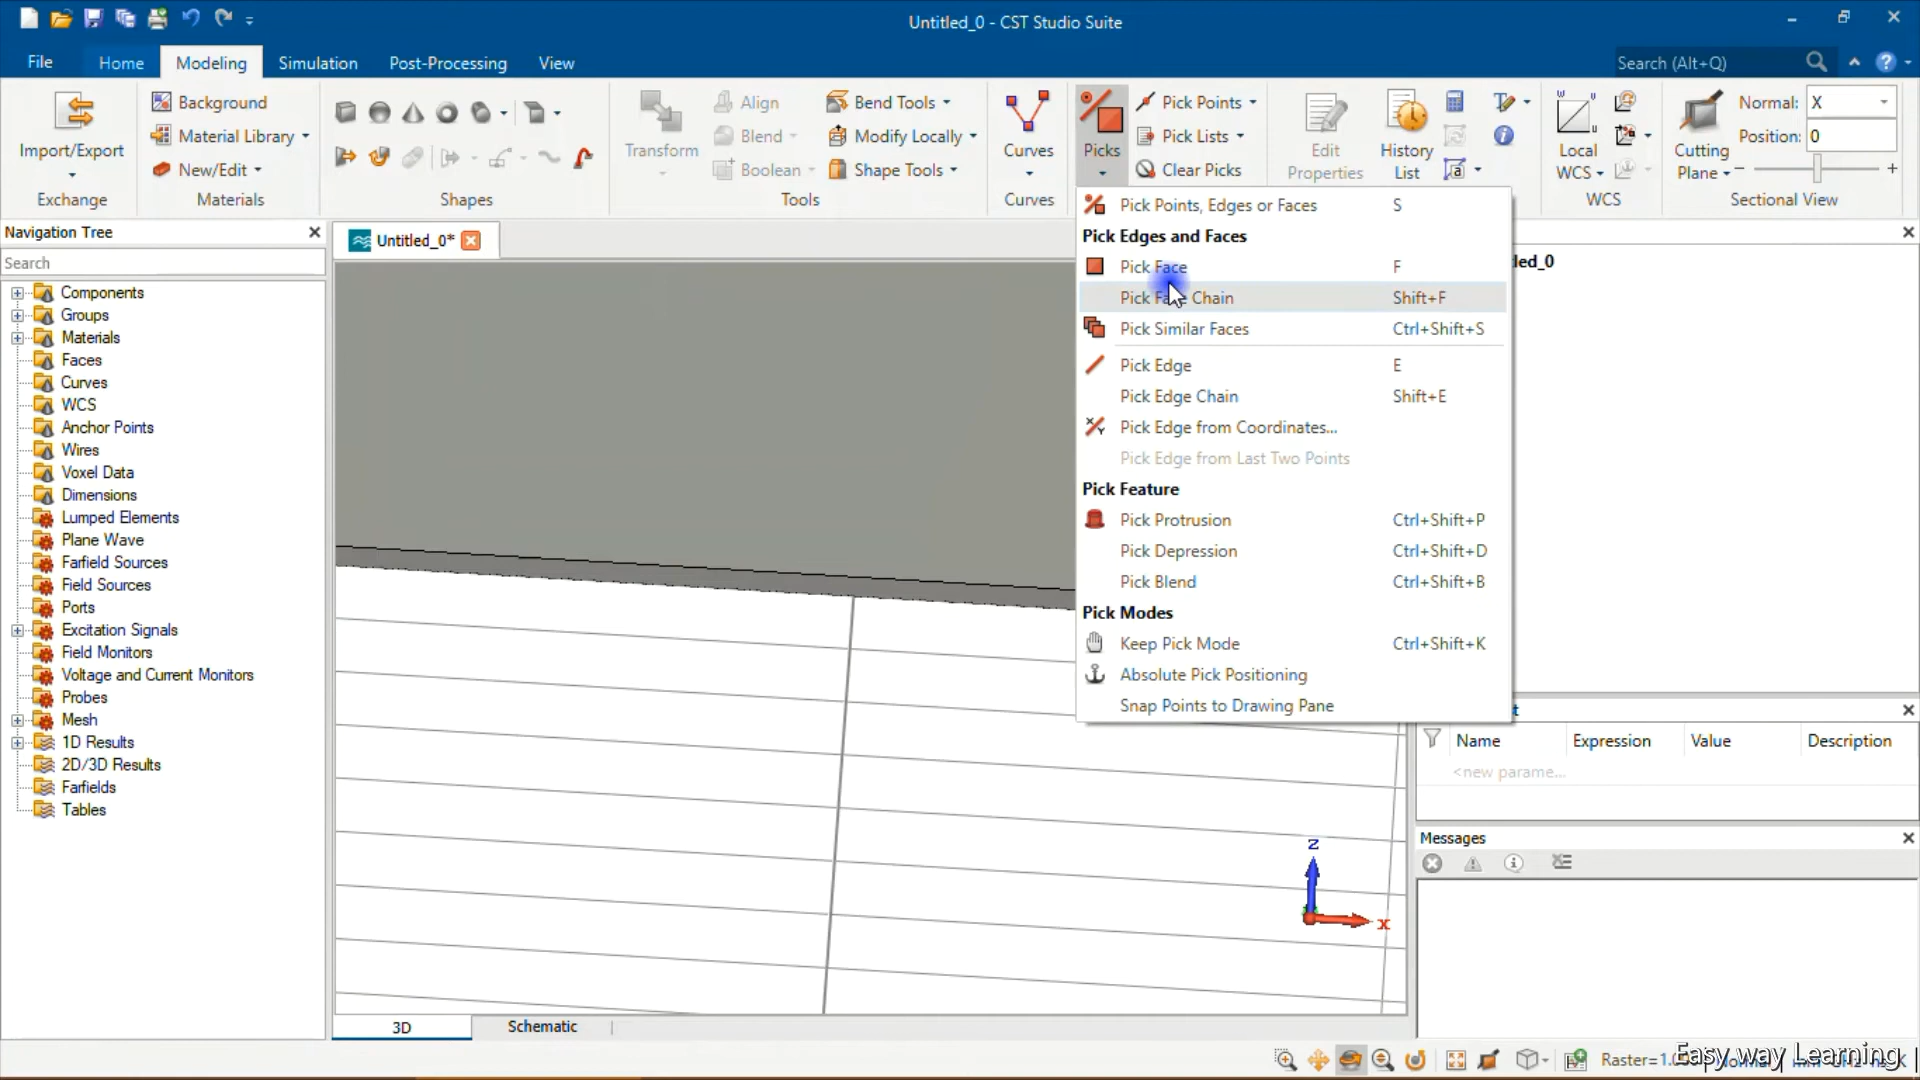 Untitled_0 - CST Studio Suite
File
Home
Modeling
Simulation
Post-Processing
View
Search (Alt+Q)
Import/Export
Exchange
Background
Material Library
New/Edit
Materials
Shapes
Transform
Align
Blend
Boolean
Bend Tools
Modify Locally
Shape Tools
Tools
Curves
Curves
Picks
Pick Points
Pick Lists
Clear Picks
Edit
Properties
History
List
Local
WCS
WCS
Cutting
Plane
Normal: X
Position: 0
Sectional View
Navigation Tree
Search
Components
Groups
Materials
Faces
Curves
WCS
Anchor Points
Wires
Voxel Data
Dimensions
Lumped Elements
Plane Wave
Farfield Sources
Field Sources
Ports
Excitation Signals
Field Monitors
Voltage and Current Monitors
Probes
Mesh
1D Results
2D/3D Results
Farfields
Tables
Untitled_0*
Pick Points, Edges or Faces S
Pick Edges and Faces
Pick Face F
Pick Face Chain Shift+F
Pick Similar Faces Ctrl+Shift+S
Pick Edge E
Pick Edge Chain Shift+E
Pick Edge from Coordinates...
Pick Edge from Last Two Points
Pick Feature
Pick Protrusion Ctrl+Shift+P
Pick Depression Ctrl+Shift+D
Pick Blend Ctrl+Shift+B
Pick Modes
Keep Pick Mode Ctrl+Shift+K
Absolute Pick Positioning
Snap Points to Drawing Pane
led_0
t
Name Expression Value Description
<new parame...
Messages
z
x
3D
Schematic
Raster=1.0
Easy way Learning